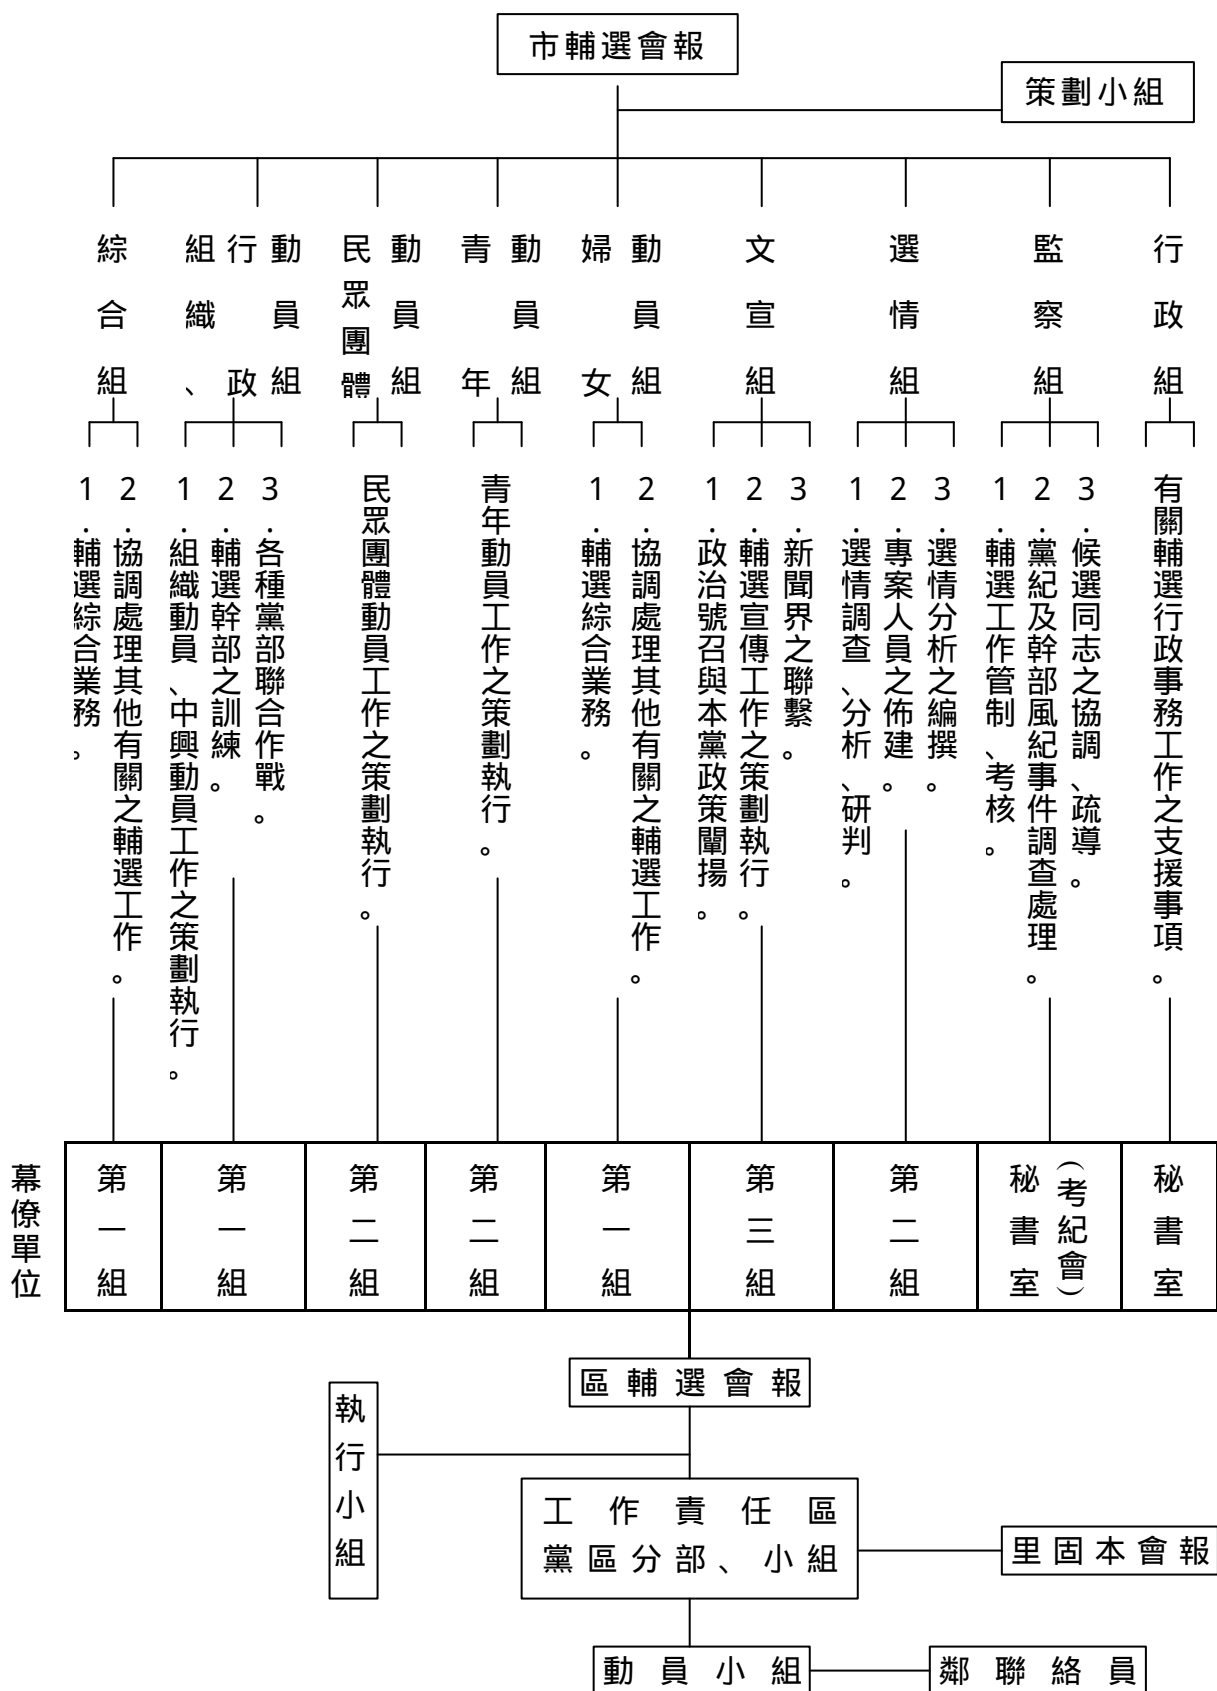 市輔選會報
策劃小組
綜合組
組織、行政動員組
民眾團體動員組
青年動員組
婦女動員組
文宣組
選情組
監察組
行政組
1.輔選綜合業務。
2.協調處理其他有關之輔選工作。
1.組織動員、中興動員工作之策劃執行。
2.輔選幹部之訓練。
3.各種黨部聯合作戰。
民眾團體動員工作之策劃執行。
青年動員工作之策劃執行。
1.輔選綜合業務。
2.協調處理其他有關之輔選工作。
1.政治號召與本黨政策闡揚。
2.輔選宣傳工作之策劃執行。
3.新聞界之聯繫。
1.選情調查、分析、研判。
2.專案人員之佈建。
3.選情分析之編撰。
1.輔選工作管制、考核。
2.黨紀及幹部風紀事件調查處理。
3.候選同志之協調、疏導。
有關輔選行政事務工作之支援事項。
幕僚單位
第一組
第一組
第二組
第二組
第一組
第三組
第二組
秘書室
(考紀會)
秘書室
區輔選會報
執行小組
工作責任區
黨區分部、小組
里固本會報
動員小組
鄰聯絡員